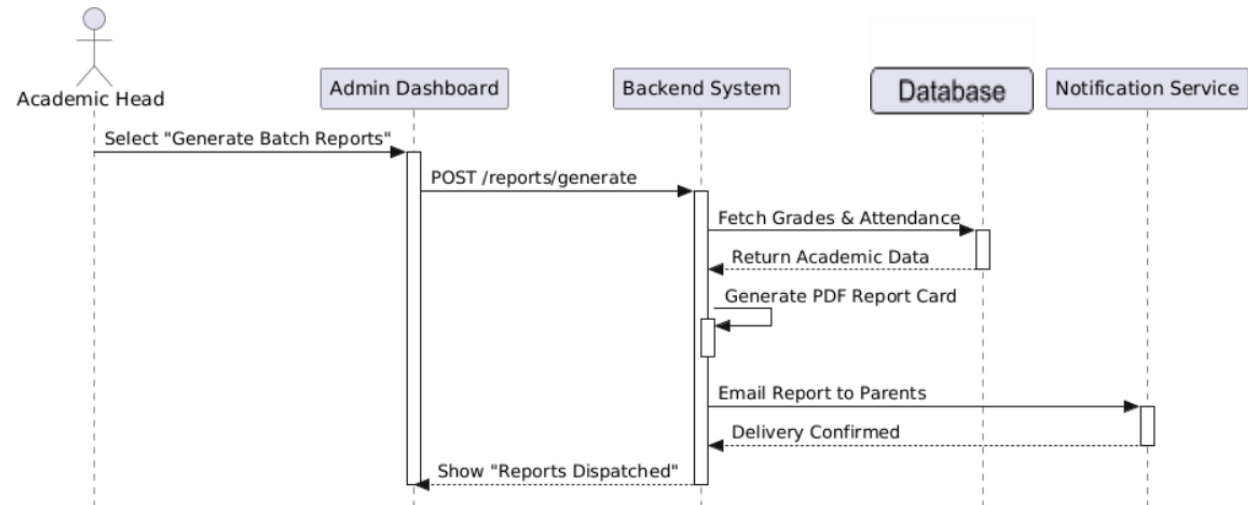 Academic Head
Admin Dashboard
Backend System
Database
Notification Service
Select "Generate Batch Reports"
POST /reports/generate
Fetch Grades & Attendance
Return Academic Data
Generate PDF Report Card
Email Report to Parents
Delivery Confirmed
Show "Reports Dispatched"